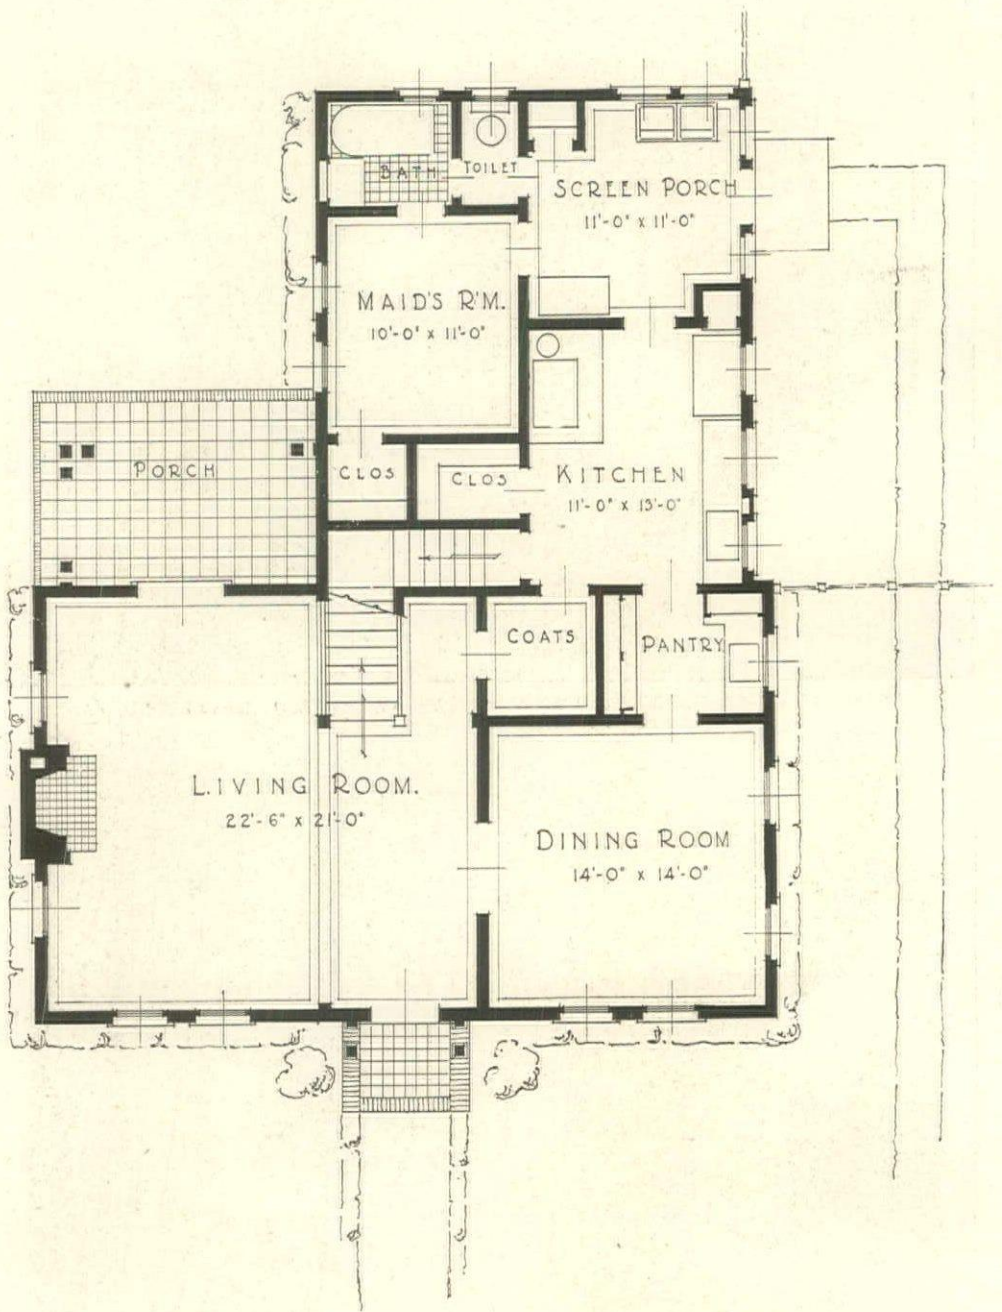 BATH
TOILET
SCREEN PORCH
11'-0" x 11'-0"
MAID'S R'M.
10'-0" x 11'-0"
PORCH
CLOS
CLOS
KITCHEN
11'-0" x 13'-0"
COATS
PANTRY
LIVING ROOM.
22'-6" x 21'-0"
DINING ROOM
14'-0" x 14'-0"